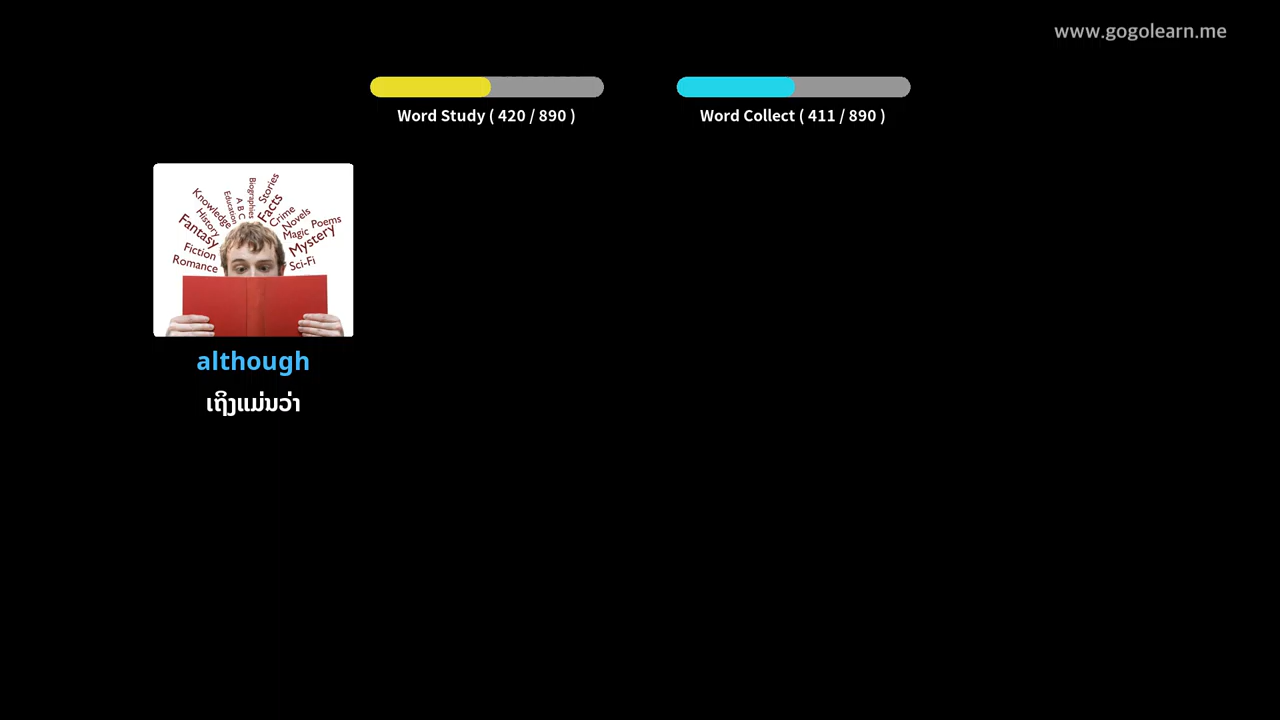 www.gogolearn.me
Word Study ( 420 / 890 )
Word Collect ( 411 / 890 )
Knowledge
History
Fantasy
Fiction
Romance
Education
A B C
Biographies
Stories
Facts
Crime
Novels
Magic
Poems
Mystery
Sci-Fi
although
ເຖິງແມ່ນວ່າ